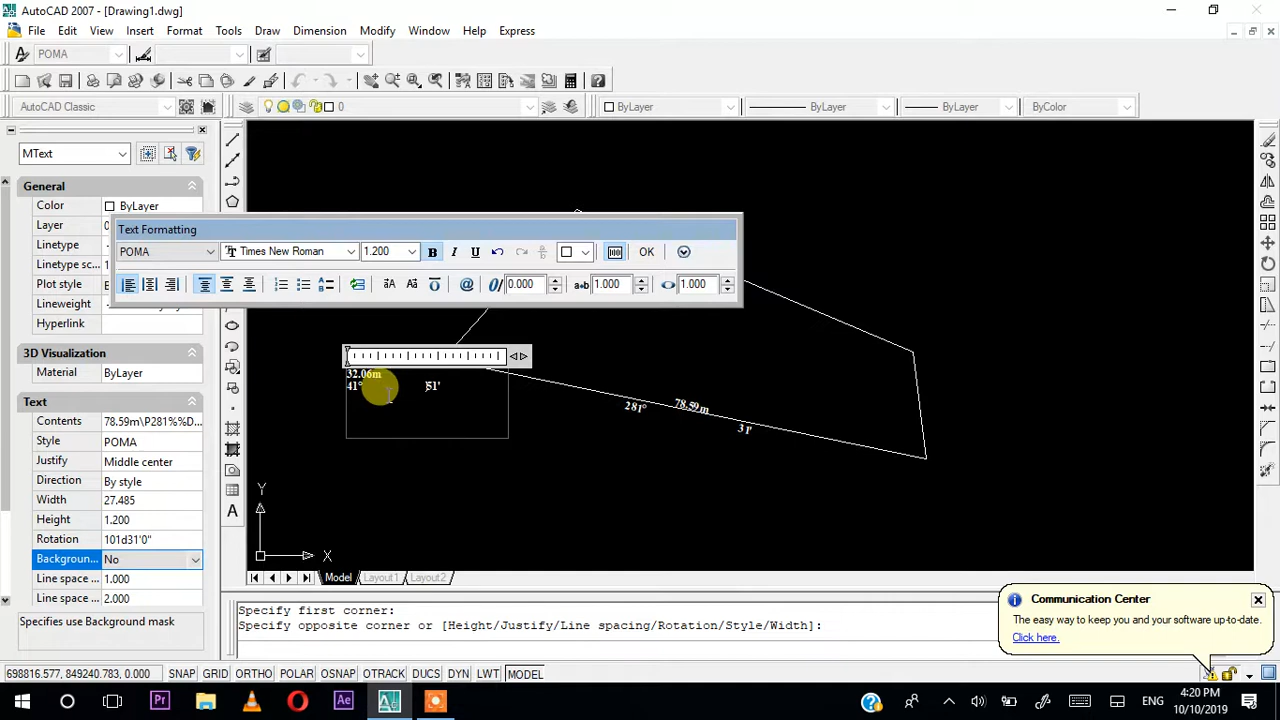 AutoCAD 2007 - [Drawing1.dwg]
File Edit View Insert Format Tools Draw Dimension Modify Window Help Express
POMA
AutoCAD Classic
0
ByLayer
ByLayer
ByLayer
ByColor
MText
General
Color ByLayer
Layer 0
Linetype
Linetype sc...
Plot style
Lineweight
Hyperlink
3D Visualization
Material ByLayer
Text
Contents 78.59m\P281%%D...
Style POMA
Justify Middle center
Direction By style
Width 27.485
Height 1.200
Rotation 101d31'0"
Backgroun... No
Line space ... 1.000
Line space ... 2.000
Specifies use Background mask
Text Formatting
POMA Times New Roman 1.200 B I U OK
@ 0/ 0.000 a•b 1.000 1.000
32.06m
41° 51'
78.59m
281° 31'
Y
X
Model Layout1 Layout2
Specify first corner:
Specify opposite corner or [Height/Justify/Line spacing/Rotation/Style/Width]:
Communication Center
The easy way to keep you and your software up-to-date.
Click here.
698816.577, 849240.783, 0.000 SNAP GRID ORTHO POLAR OSNAP OTRACK DUCS DYN LWT MODEL
Pr
Ae
ENG
4:20 PM
10/10/2019